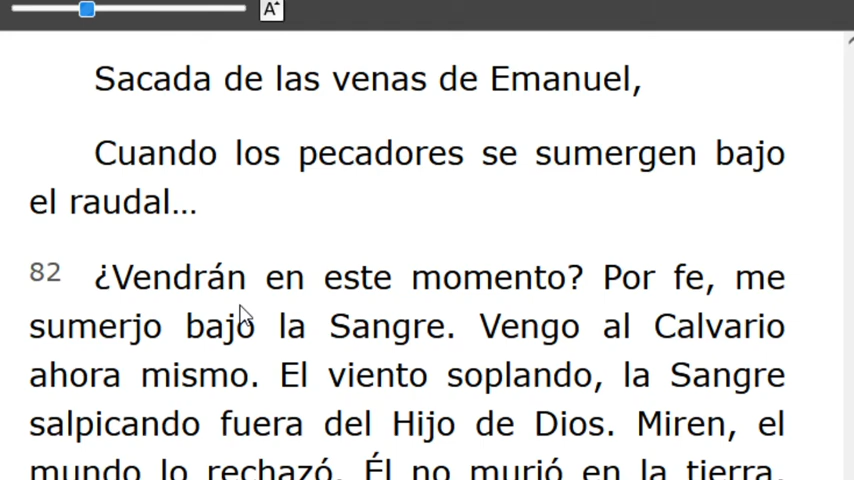 A
Sacada de las venas de Emanuel,
Cuando los pecadores se sumergen bajo
el raudal...
82 ¿Vendrán en este momento? Por fe, me
sumerjo bajo la Sangre. Vengo al Calvario
ahora mismo. El viento soplando, la Sangre
salpicando fuera del Hijo de Dios. Miren, el
mundo lo rechazó. Él no murió en la tierra.